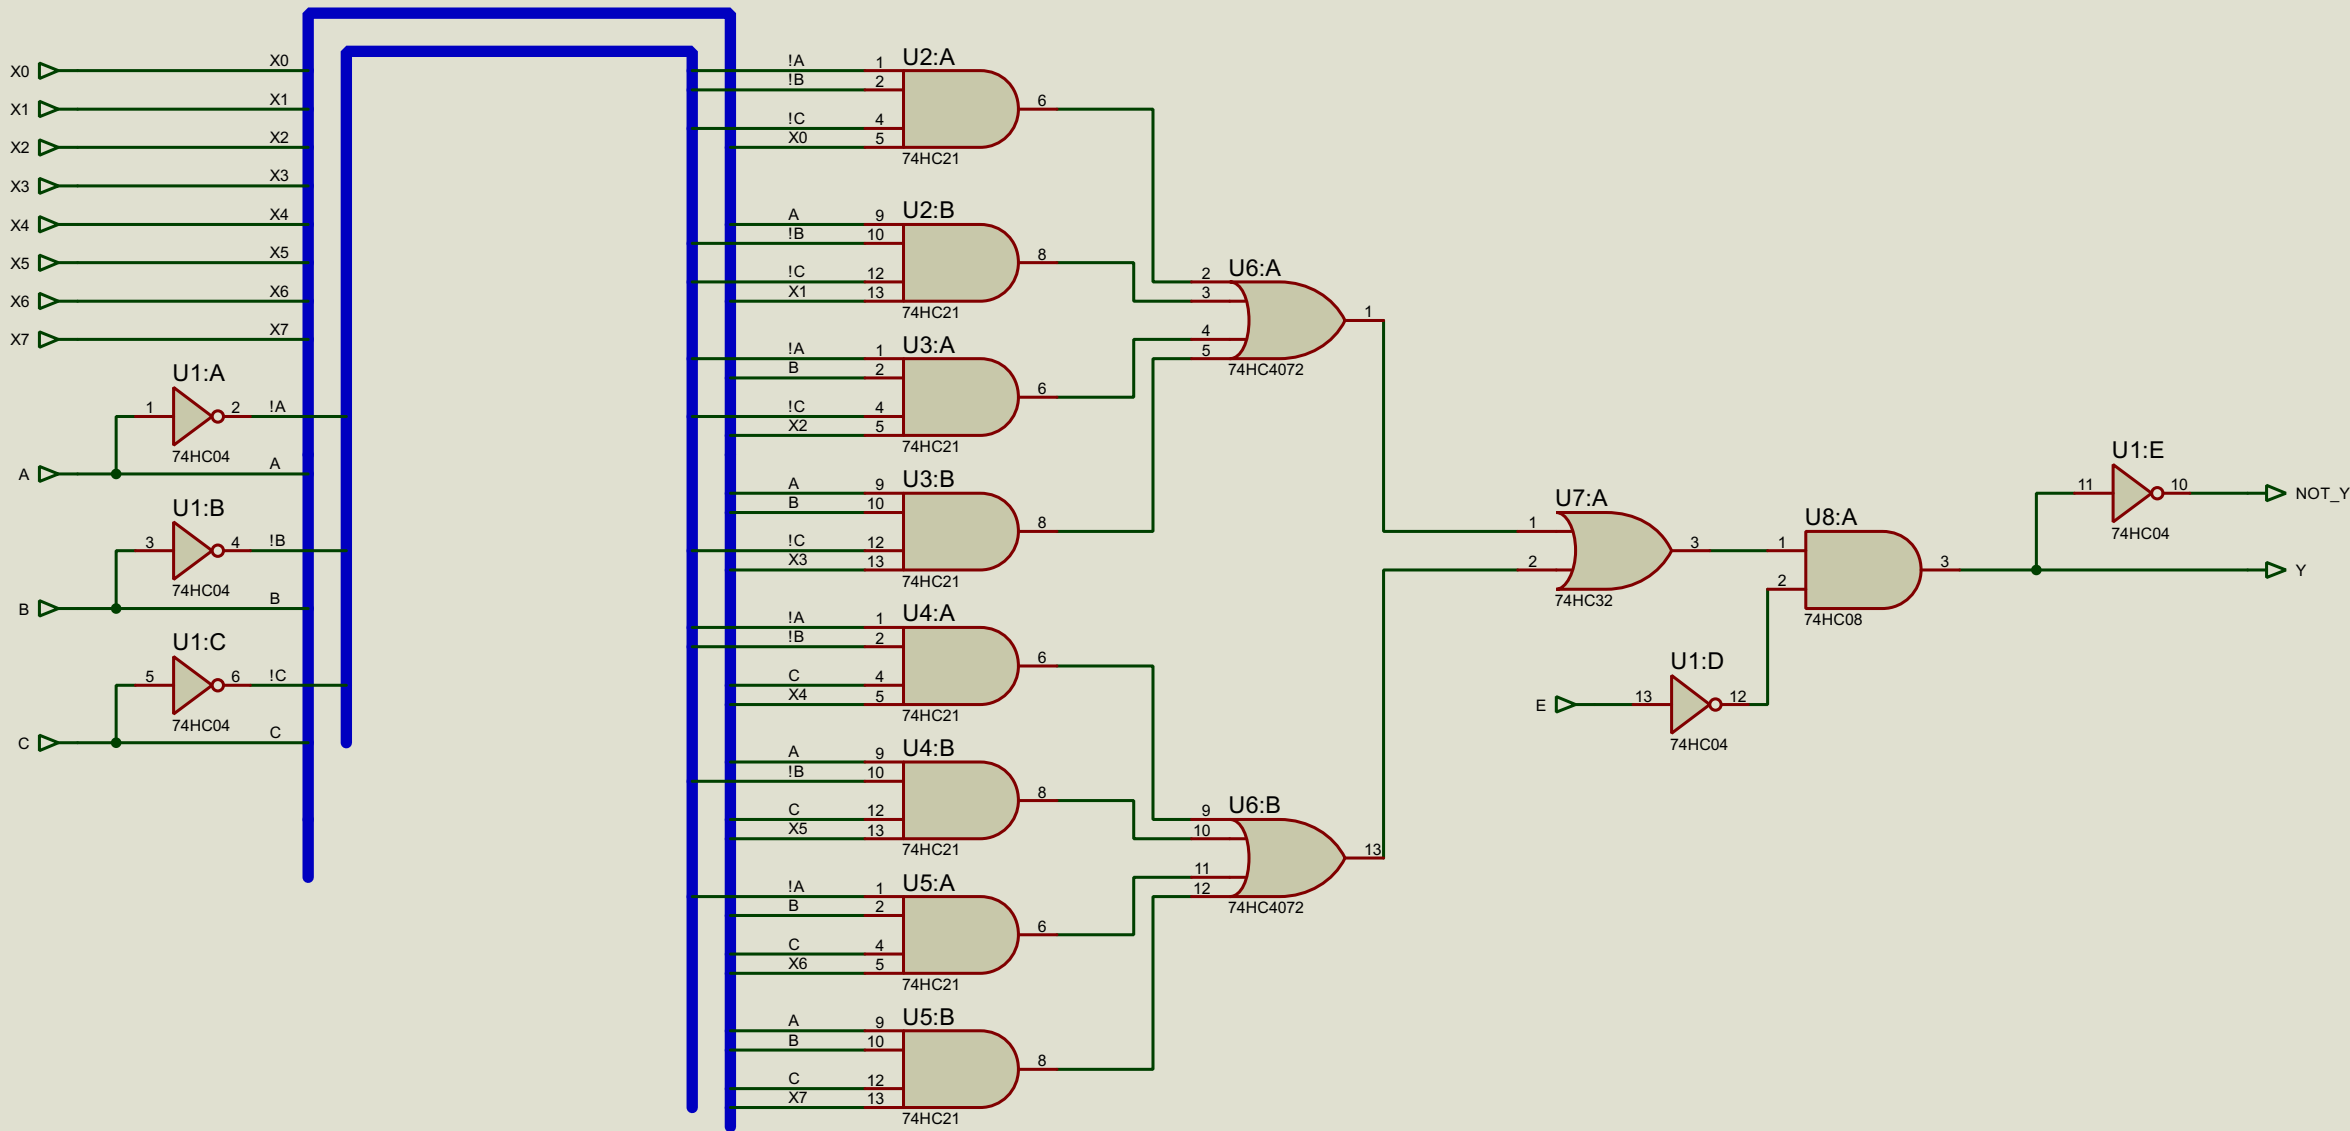 X0 X0
X1 X1
X2 X2
X3 X3
X4 X4
X5 X5
X6 X6
X7 X7
U1:A
1 2 !A
74HC04
A A
U1:B
3 4 !B
74HC04
B B
U1:C
5 6 !C
74HC04
C C
U2:A
!A 1
!B 2
!C 4
X0 5
6
74HC21
U2:B
A 9
!B 10
!C 12
X1 13
8
74HC21
U3:A
!A 1
B 2
!C 4
X2 5
6
74HC21
U3:B
A 9
B 10
!C 12
X3 13
8
74HC21
U4:A
!A 1
!B 2
C 4
X4 5
6
74HC21
U4:B
A 9
!B 10
C 12
X5 13
8
74HC21
U5:A
!A 1
B 2
C 4
X6 5
6
74HC21
U5:B
A 9
B 10
C 12
X7 13
8
74HC21
U6:A
2
3
4
5
1
74HC4072
U6:B
9
10
11
12
13
74HC4072
U7:A
1
2
3
74HC32
U8:A
1
2
3
74HC08
U1:D
E 13 12
74HC04
U1:E
11 10 NOT_Y
74HC04
Y